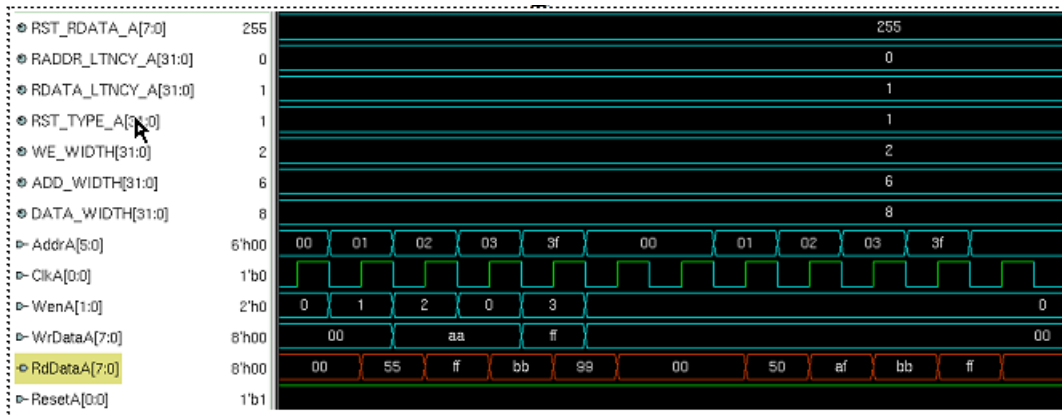 RST_RDATA_A[7:0] 255 255
RADDR_LTNCY_A[31:0] 0 0
RDATA_LTNCY_A[31:0] 1 1
RST_TYPE_A[31:0] 1 1
WE_WIDTH[31:0] 2 2
ADD_WIDTH[31:0] 6 6
DATA_WIDTH[31:0] 8 8
AddrA[5:0] 6'h00 00 01 02 03 3f 00 01 02 03 3f
ClkA[0:0] 1'b0
WenA[1:0] 2'h0 0 1 2 0 3 0
WrDataA[7:0] 8'h00 00 aa ff 00
RdDataA[7:0] 8'h00 00 55 ff bb 99 00 50 af bb ff
ResetA[0:0] 1'b1